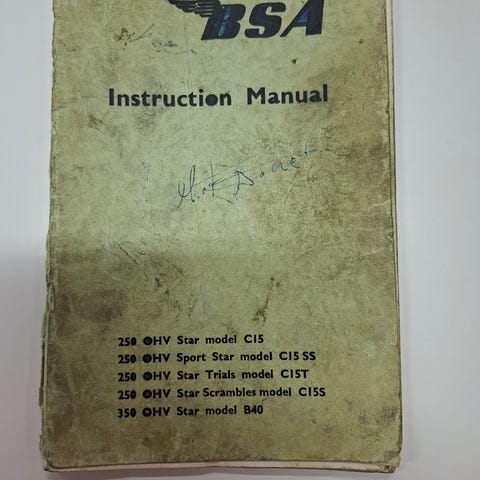 BSA
Instruction Manual
250 OHV Star model C15
250 OHV Sport Star model C15 SS
250 OHV Star Trials model C15T
250 OHV Star Scrambles model C15S
350 OHV Star model B40